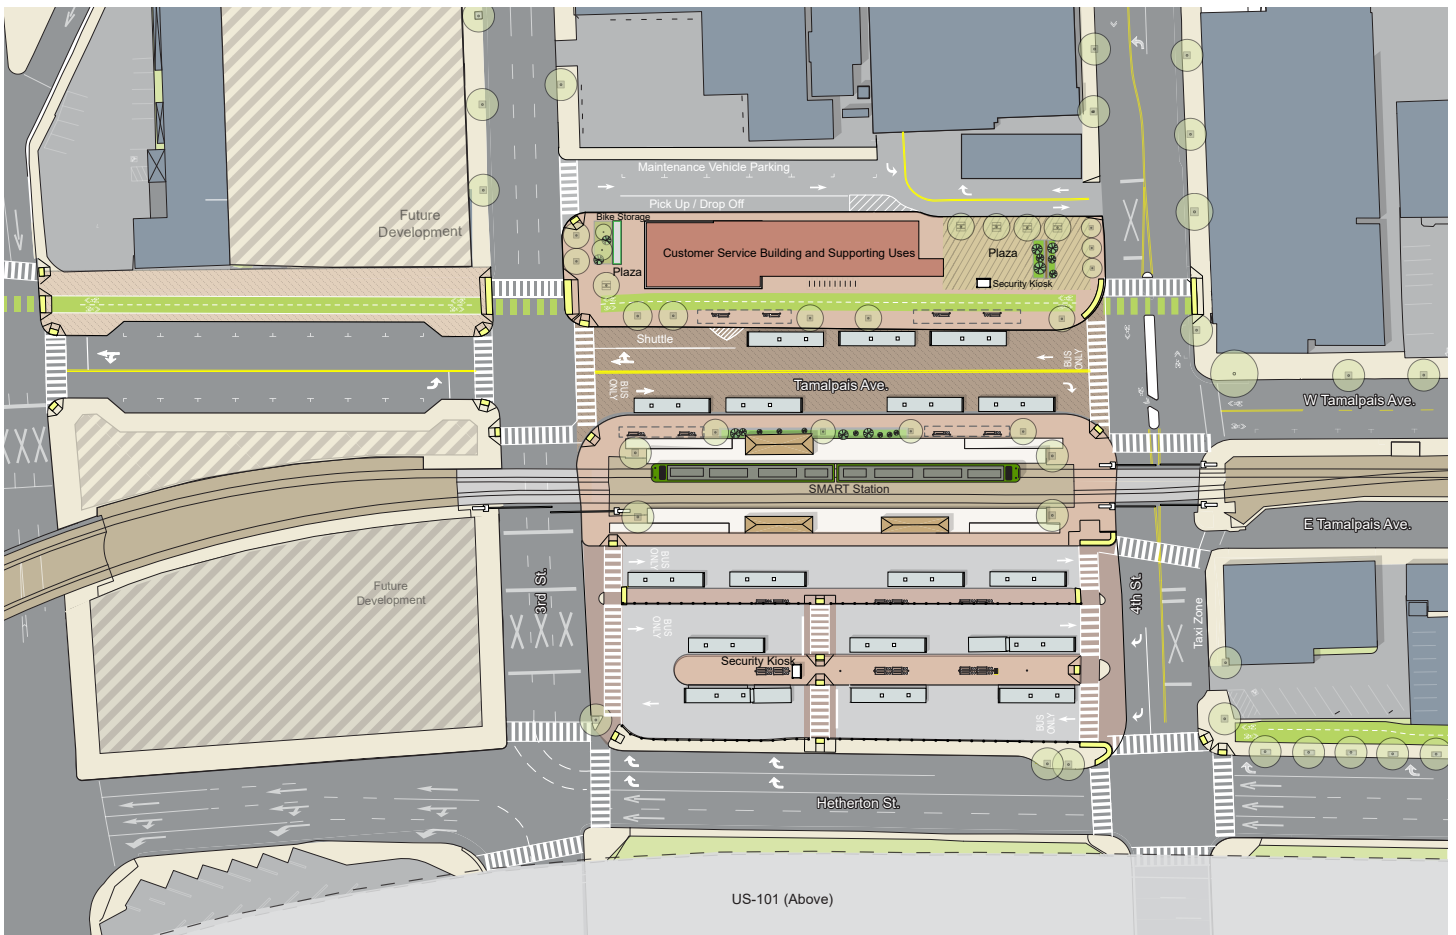 Maintenance Vehicle Parking
Pick Up / Drop Off
Bike Storage
Future
Development
Customer Service Building and Supporting Uses
Plaza
Plaza
Security Kiosk
Shuttle
BUS
ONLY
BUS
ONLY
Tamalpais Ave.
W Tamalpais Ave.
SMART Station
E Tamalpais Ave.
BUS
ONLY
Future
Development
3rd St.
4th St.
Taxi Zone
BUS
ONLY
Security Kiosk
BUS
ONLY
Hetherton St.
US-101 (Above)